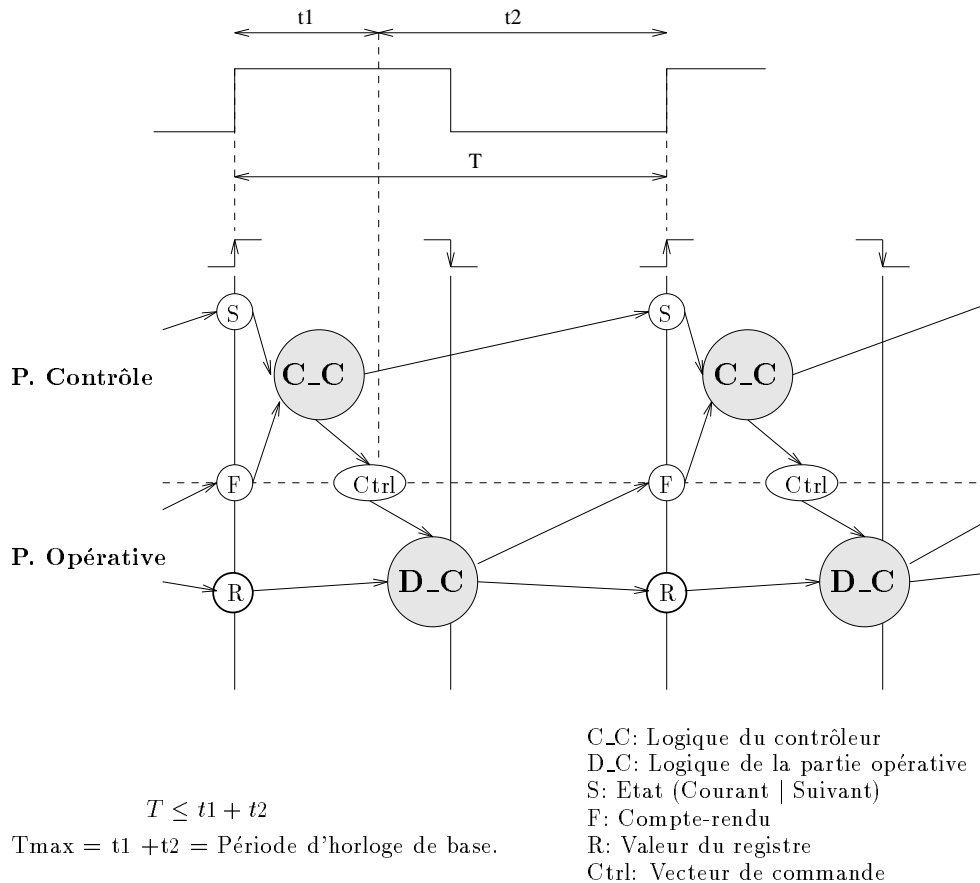 t1
t2
T
S
S
C_C
C_C
P. Contrôle
F
Ctrl
F
Ctrl
P. Opérative
R
D_C
R
D_C
C_C: Logique du contrôleur
D_C: Logique de la partie opérative
S: Etat (Courant | Suivant)
F: Compte-rendu
R: Valeur du registre
Ctrl: Vecteur de commande
T ≤ t1 + t2
Tmax = t1 +t2 = Période d'horloge de base.